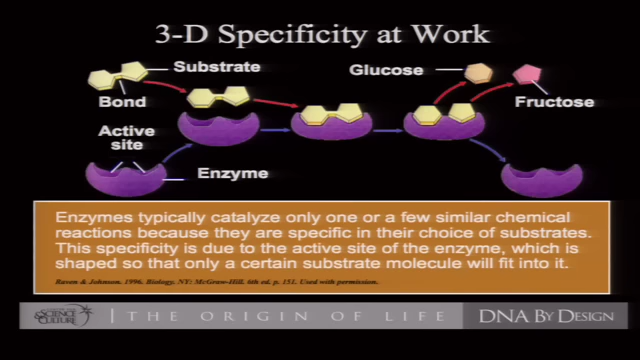 3-D Specificity at Work
Substrate
Glucose
Bond
Fructose
Active
site
Enzyme
Enzymes typically catalyze only one or a few similar chemical
reactions because they are specific in their choice of substrates.
This specificity is due to the active site of the enzyme, which is
shaped so that only a certain substrate molecule will fit into it.
Raven & Johnson. 1996. Biology, NY: McGraw-Hill. 6th ed, p. 151. Used with permission.
SCIENCE
& CULTURE
THE ORIGIN OF LIFE
DNA BY DESIGN